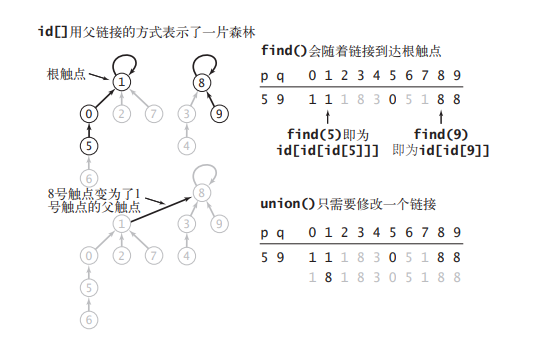 id[]用父链接的方式表示了一片森林
根触点
1
8
0
2
7
3
9
5
4
6
8号触点变为了1
号触点的父触点
8
1
3
9
0
2
7
4
5
6
find()会随着链接到达根触点
p q 0 1 2 3 4 5 6 7 8 9
5 9 1 1 1 8 3 0 5 1 8 8
find(5)即为
id[id[id[5]]]
find(9)
即为id[id[9]]
union()只需要修改一个链接
p q 0 1 2 3 4 5 6 7 8 9
5 9 1 1 1 8 3 0 5 1 8 8
1 8 1 8 3 0 5 1 8 8